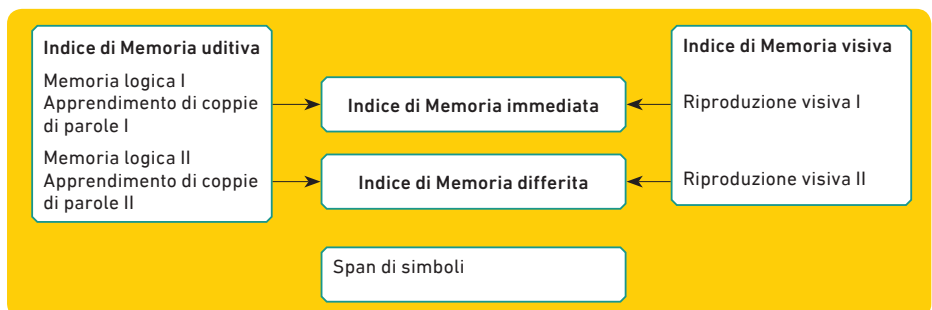 Indice di Memoria uditiva
Memoria logica I
Apprendimento di coppie
di parole I
Memoria logica II
Apprendimento di coppie
di parole II
Indice di Memoria immediata
Indice di Memoria differita
Span di simboli
Indice di Memoria visiva
Riproduzione visiva I
Riproduzione visiva II